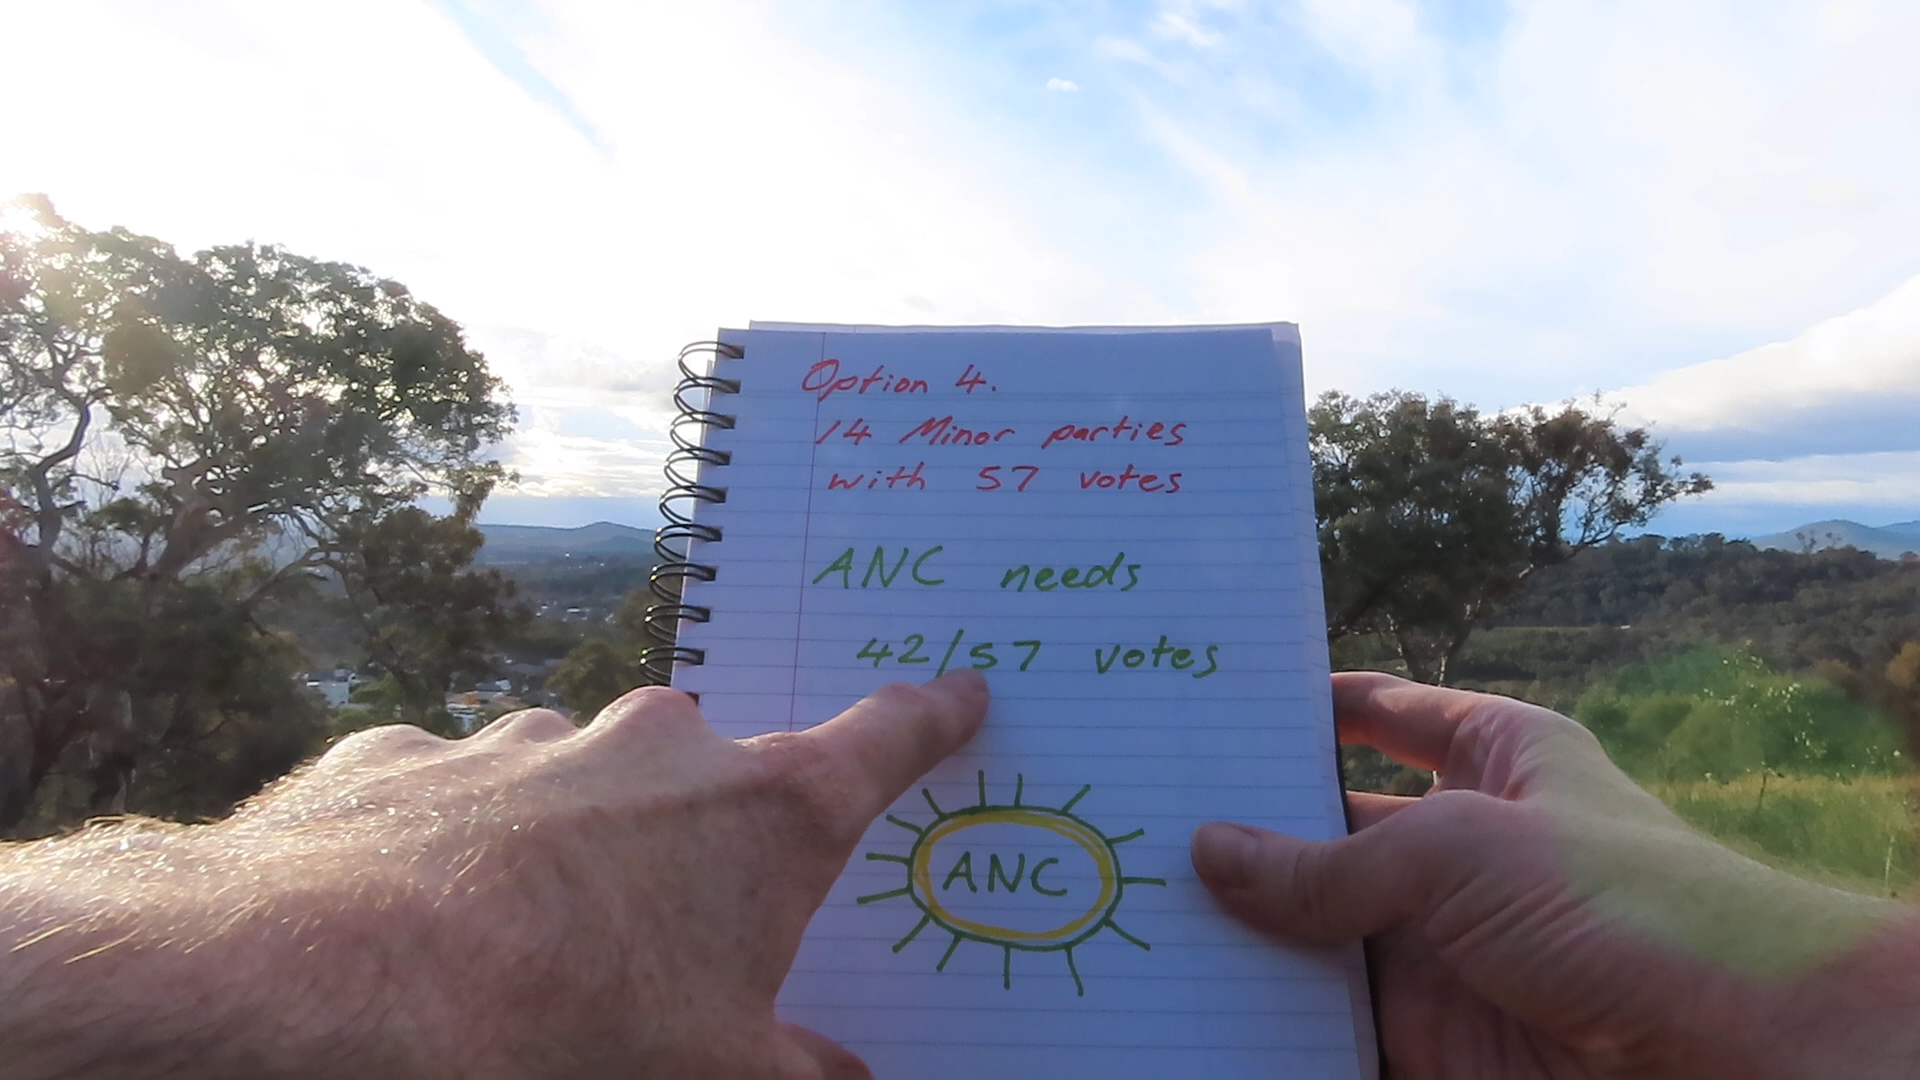 Option 4.
14 Minor parties
with 57 votes
ANC needs
42/57 votes
ANC